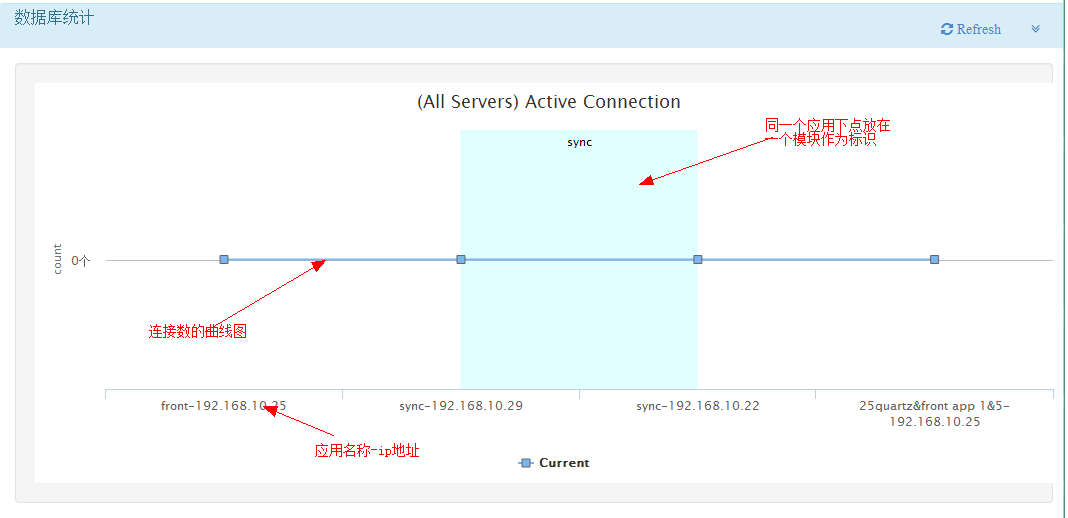 数据库统计
Refresh
(All Servers) Active Connection
同一个应用下点放在
一个模块作为标识
sync
count
0个
连接数的曲线图
front-192.168.10.25
sync-192.168.10.29
sync-192.168.10.22
25quartz&front app 1&5-
192.168.10.25
应用名称-ip地址
Current